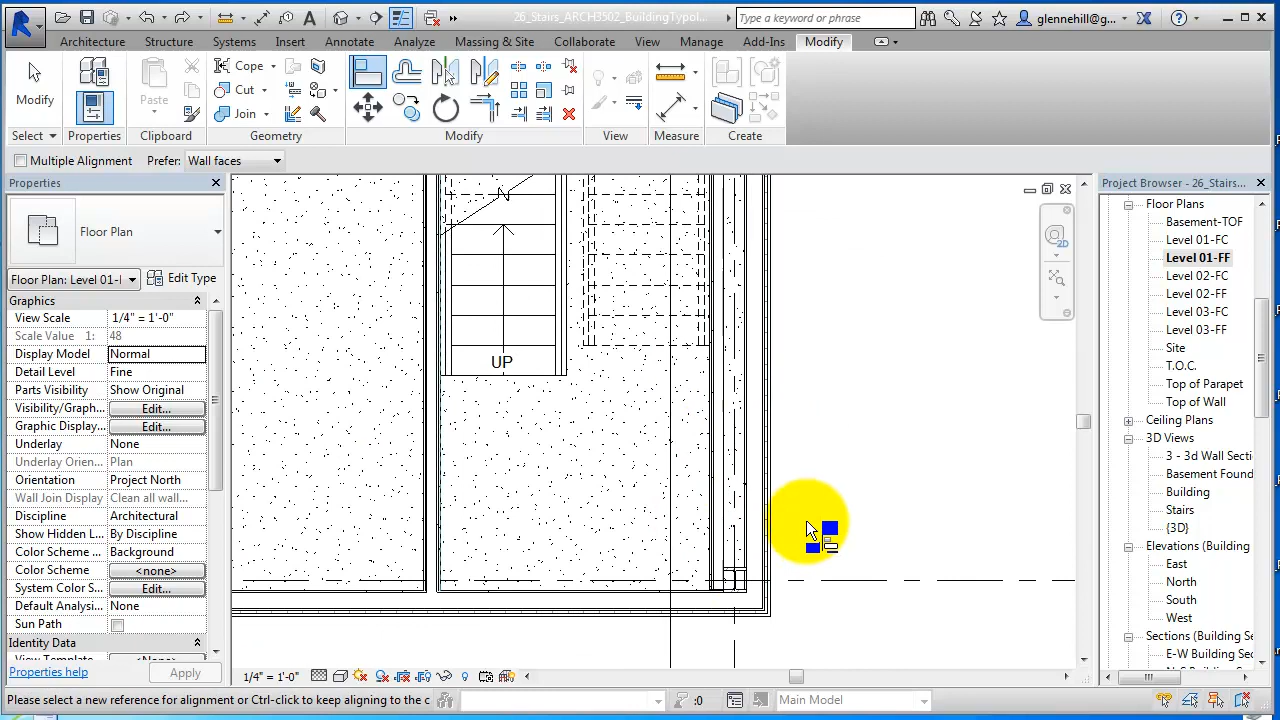 26_Stairs_ARCH3502_BuildingTypol...
Type a keyword or phrase
glennehill@g...
Architecture Structure Systems Insert Annotate Analyze Massing & Site Collaborate View Manage Add-Ins Modify
Modify
Paste
Cope
Cut
Join
Select Properties Clipboard Geometry Modify View Measure Create
Multiple Alignment Prefer: Wall faces
Properties
Floor Plan
Floor Plan: Level 01-F
Edit Type
Graphics
View Scale 1/4" = 1'-0"
Scale Value 1: 48
Display Model Normal
Detail Level Fine
Parts Visibility Show Original
Visibility/Graph... Edit...
Graphic Display... Edit...
Underlay None
Underlay Orien... Plan
Orientation Project North
Wall Join Display Clean all wall...
Discipline Architectural
Show Hidden L... By Discipline
Color Scheme ... Background
Color Scheme <none>
System Color S... Edit...
Default Analysi... None
Sun Path
Identity Data
Properties help
Apply
UP
2D
1/4" = 1'-0"
Project Browser - 26_Stairs...
Floor Plans
Basement-TOF
Level 01-FC
Level 01-FF
Level 02-FC
Level 02-FF
Level 03-FC
Level 03-FF
Site
T.O.C.
Top of Parapet
Top of Wall
Ceiling Plans
3D Views
3 - 3d Wall Secti
Basement Found
Building
Stairs
{3D}
Elevations (Building
East
North
South
West
Sections (Building Se
E-W Building Se
Please select a new reference for alignment or Ctrl-click to keep aligning to the c
:0
Main Model